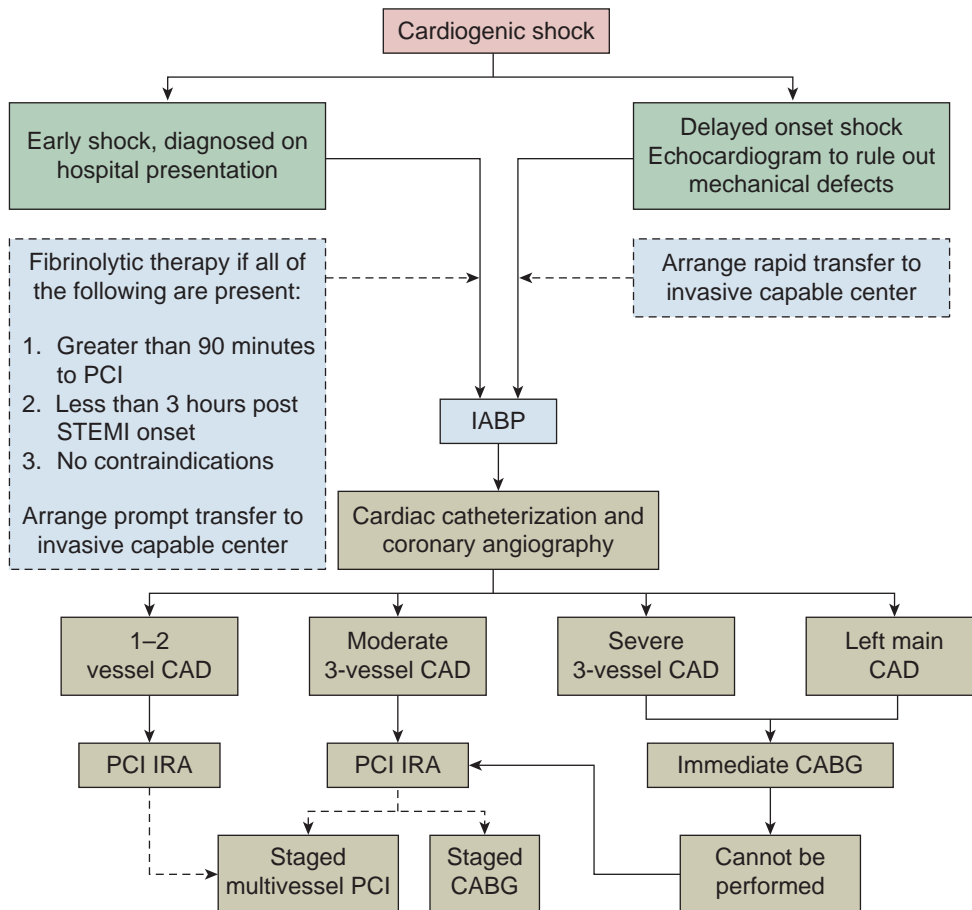 Cardiogenic shock
Early shock, diagnosed on
hospital presentation
Delayed onset shock
Echocardiogram to rule out
mechanical defects
Fibrinolytic therapy if all of
the following are present:
1. Greater than 90 minutes
to PCI
2. Less than 3 hours post
STEMI onset
3. No contraindications
Arrange prompt transfer to
invasive capable center
Arrange rapid transfer to
invasive capable center
IABP
Cardiac catheterization and
coronary angiography
1–2
vessel CAD
Moderate
3-vessel CAD
Severe
3-vessel CAD
Left main
CAD
PCI IRA
PCI IRA
Immediate CABG
Staged
multivessel PCI
Staged
CABG
Cannot be
performed